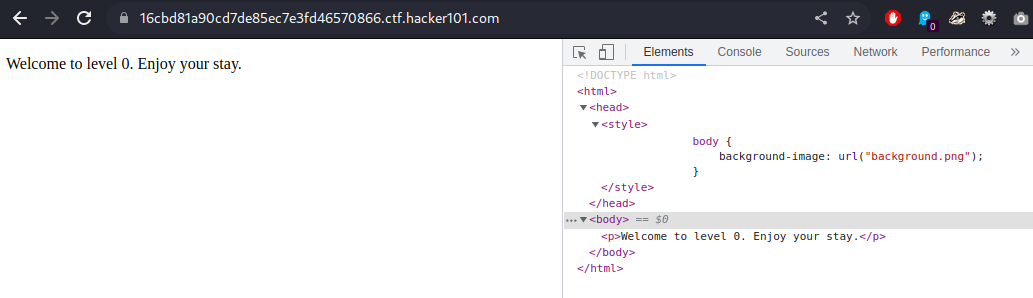 16cbd81a90cd7de85ec7e3fd46570866.ctf.hacker101.com
0
Welcome to level 0. Enjoy your stay.
Elements Console Sources Network Performance »
<!DOCTYPE html>
<html>
▼<head>
▼<style>
body {
background-image: url("background.png");
}
</style>
</head>
…▼<body> == $0
<p>Welcome to level 0. Enjoy your stay.</p>
</body>
</html>